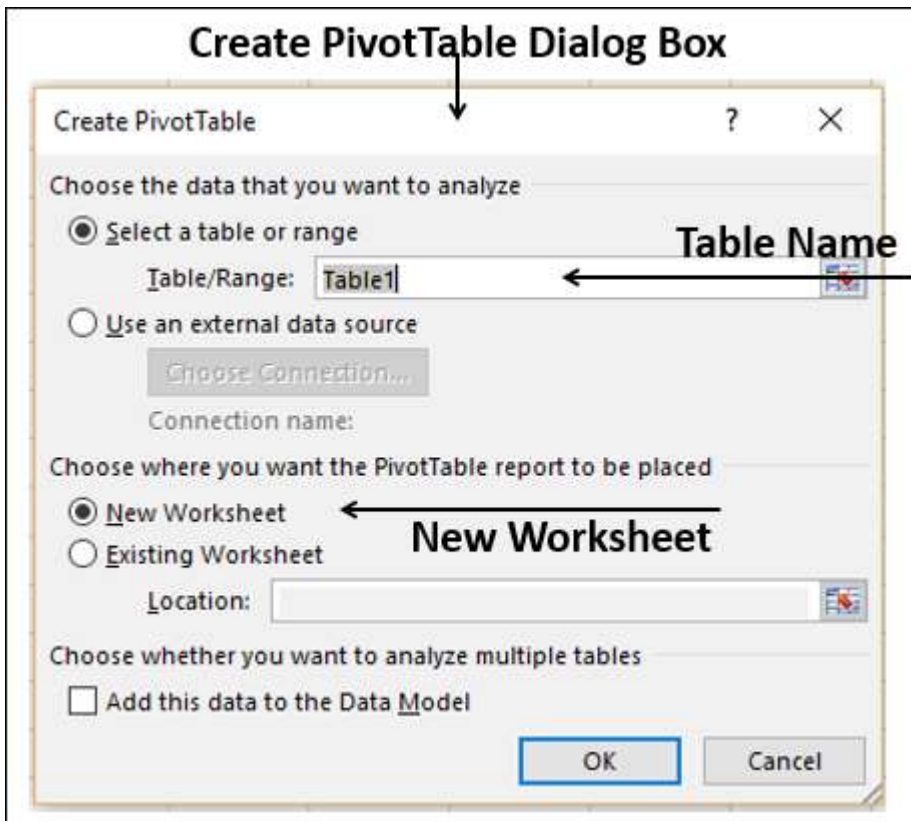 Create PivotTable Dialog Box
Create PivotTable ?
Choose the data that you want to analyze
Select a table or range
Table Name
Table/Range: Table1
Use an external data source
Choose Connection...
Connection name:
Choose where you want the PivotTable report to be placed
New Worksheet
New Worksheet
Existing Worksheet
Location:
Choose whether you want to analyze multiple tables
Add this data to the Data Model
OK Cancel